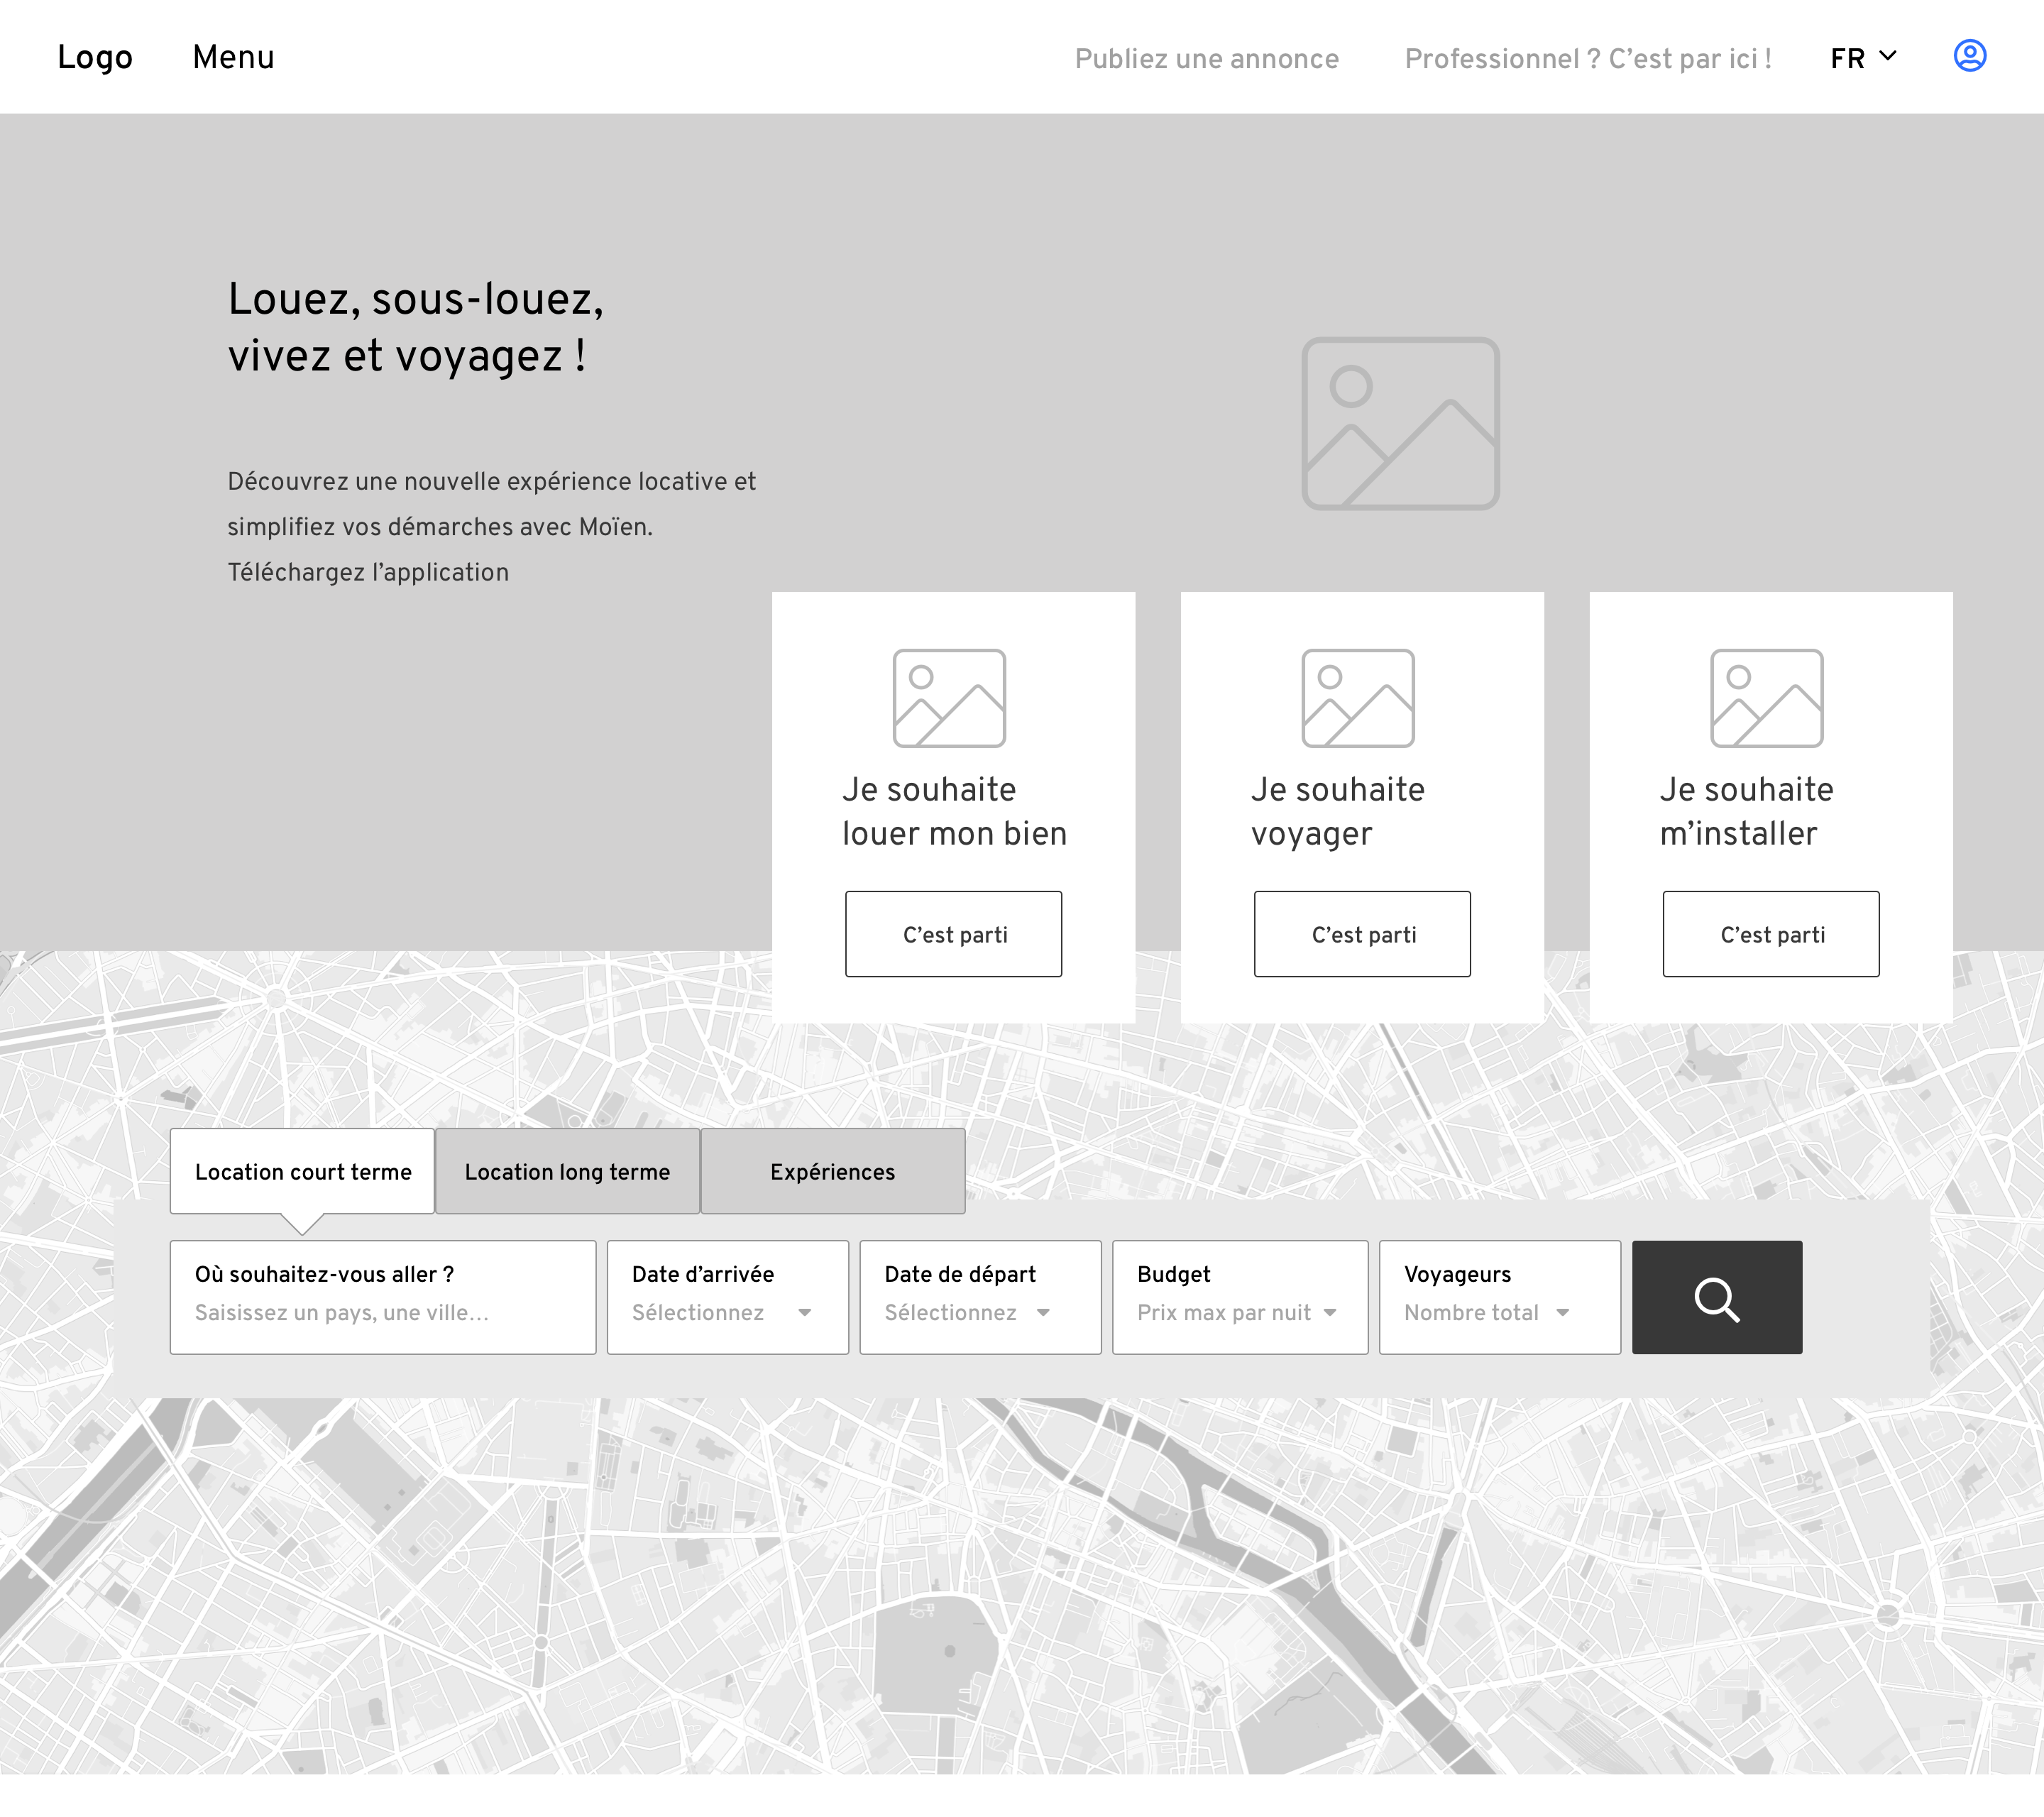 Logo
Menu
Publiez une annonce
Professionnel ? C’est par ici !
FR
Louez, sous-louez,
vivez et voyagez !
Découvrez une nouvelle expérience locative et
simplifiez vos démarches avec Moïen.
Téléchargez l’application
Je souhaite
louer mon bien
C’est parti
Je souhaite
voyager
C’est parti
Je souhaite
m’installer
C’est parti
Location court terme
Location long terme
Expériences
Où souhaitez-vous aller ?
Saisissez un pays, une ville...
Date d’arrivée
Sélectionnez
Date de départ
Sélectionnez
Budget
Prix max par nuit
Voyageurs
Nombre total